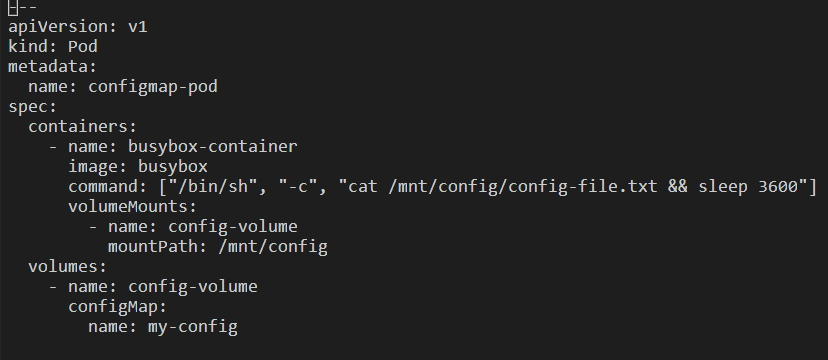 ---
apiVersion: v1
kind: Pod
metadata:
  name: configmap-pod
spec:
  containers:
    - name: busybox-container
      image: busybox
      command: ["/bin/sh", "-c", "cat /mnt/config/config-file.txt && sleep 3600"]
      volumeMounts:
        - name: config-volume
          mountPath: /mnt/config
  volumes:
    - name: config-volume
      configMap:
        name: my-config